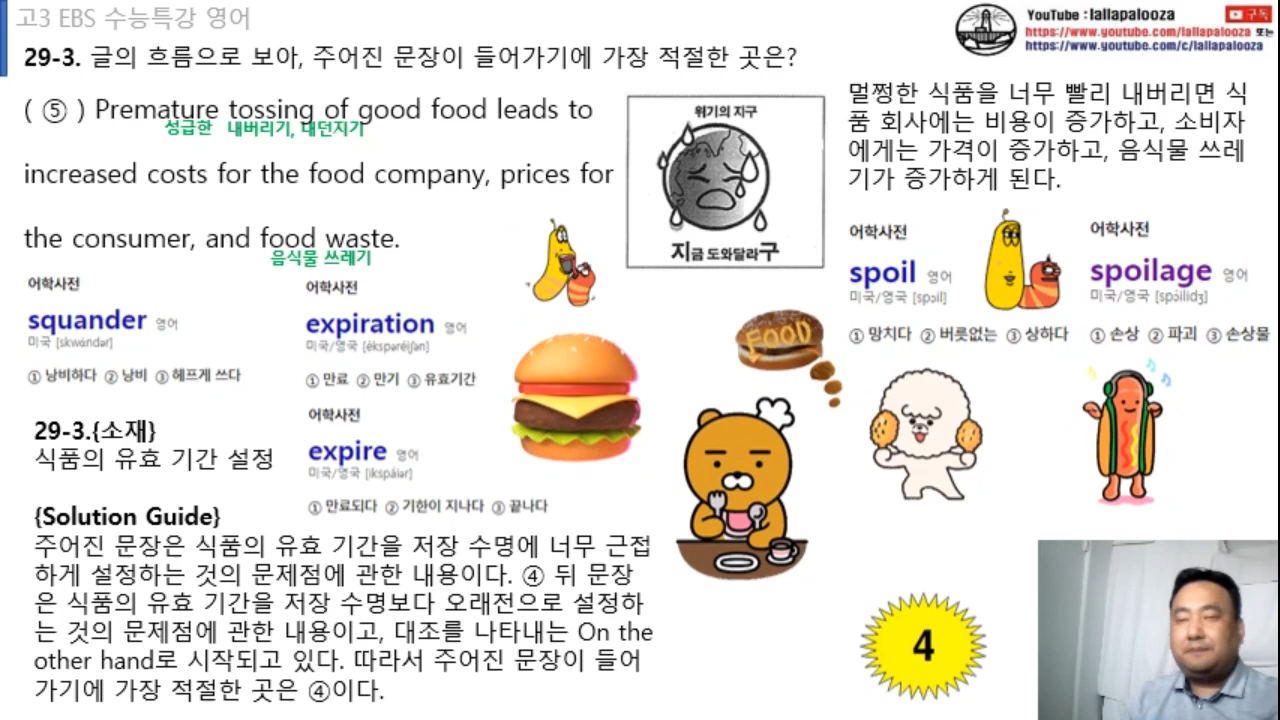 고3 EBS 수능특강 영어
YouTube : lallapalooza
구독
https://www.youtube.com/lallapalooza 또는
https://www.youtube.com/c/lallapalooza
29-3. 글의 흐름으로 보아, 주어진 문장이 들어가기에 가장 적절한 곳은?
( ⑤ ) Premature tossing of good food leads to
성급한 내버리기, 내던지기
increased costs for the food company, prices for
the consumer, and food waste.
음식물 쓰레기
위기의 지구
지금 도와달라구
멀쩡한 식품을 너무 빨리 내버리면 식
품 회사에는 비용이 증가하고, 소비자
에게는 가격이 증가하고, 음식물 쓰레
기가 증가하게 된다.
어학사전
squander 영어
미국 [skwɑ́ndər]
① 낭비하다 ② 낭비 ③ 헤프게 쓰다
어학사전
expiration 영어
미국/영국 [èkspəréiʃən]
① 만료 ② 만기 ③ 유효기간
어학사전
expire 영어
미국/영국 [ikspáiər]
① 만료되다 ② 기한이 지나다 ③ 끝나다
어학사전
spoil 영어
미국/영국 [spɔil]
① 망치다 ② 버릇없는 ③ 상하다
어학사전
spoilage 영어
미국/영국 [spɔ́ilidʒ]
① 손상 ② 파괴 ③ 손상물
FOOD
29-3.{소재}
식품의 유효 기간 설정
{Solution Guide}
주어진 문장은 식품의 유효 기간을 저장 수명에 너무 근접
하게 설정하는 것의 문제점에 관한 내용이다. ④ 뒤 문장
은 식품의 유효 기간을 저장 수명보다 오래전으로 설정하
는 것의 문제점에 관한 내용이고, 대조를 나타내는 On the
other hand로 시작되고 있다. 따라서 주어진 문장이 들어
가기에 가장 적절한 곳은 ④이다.
4